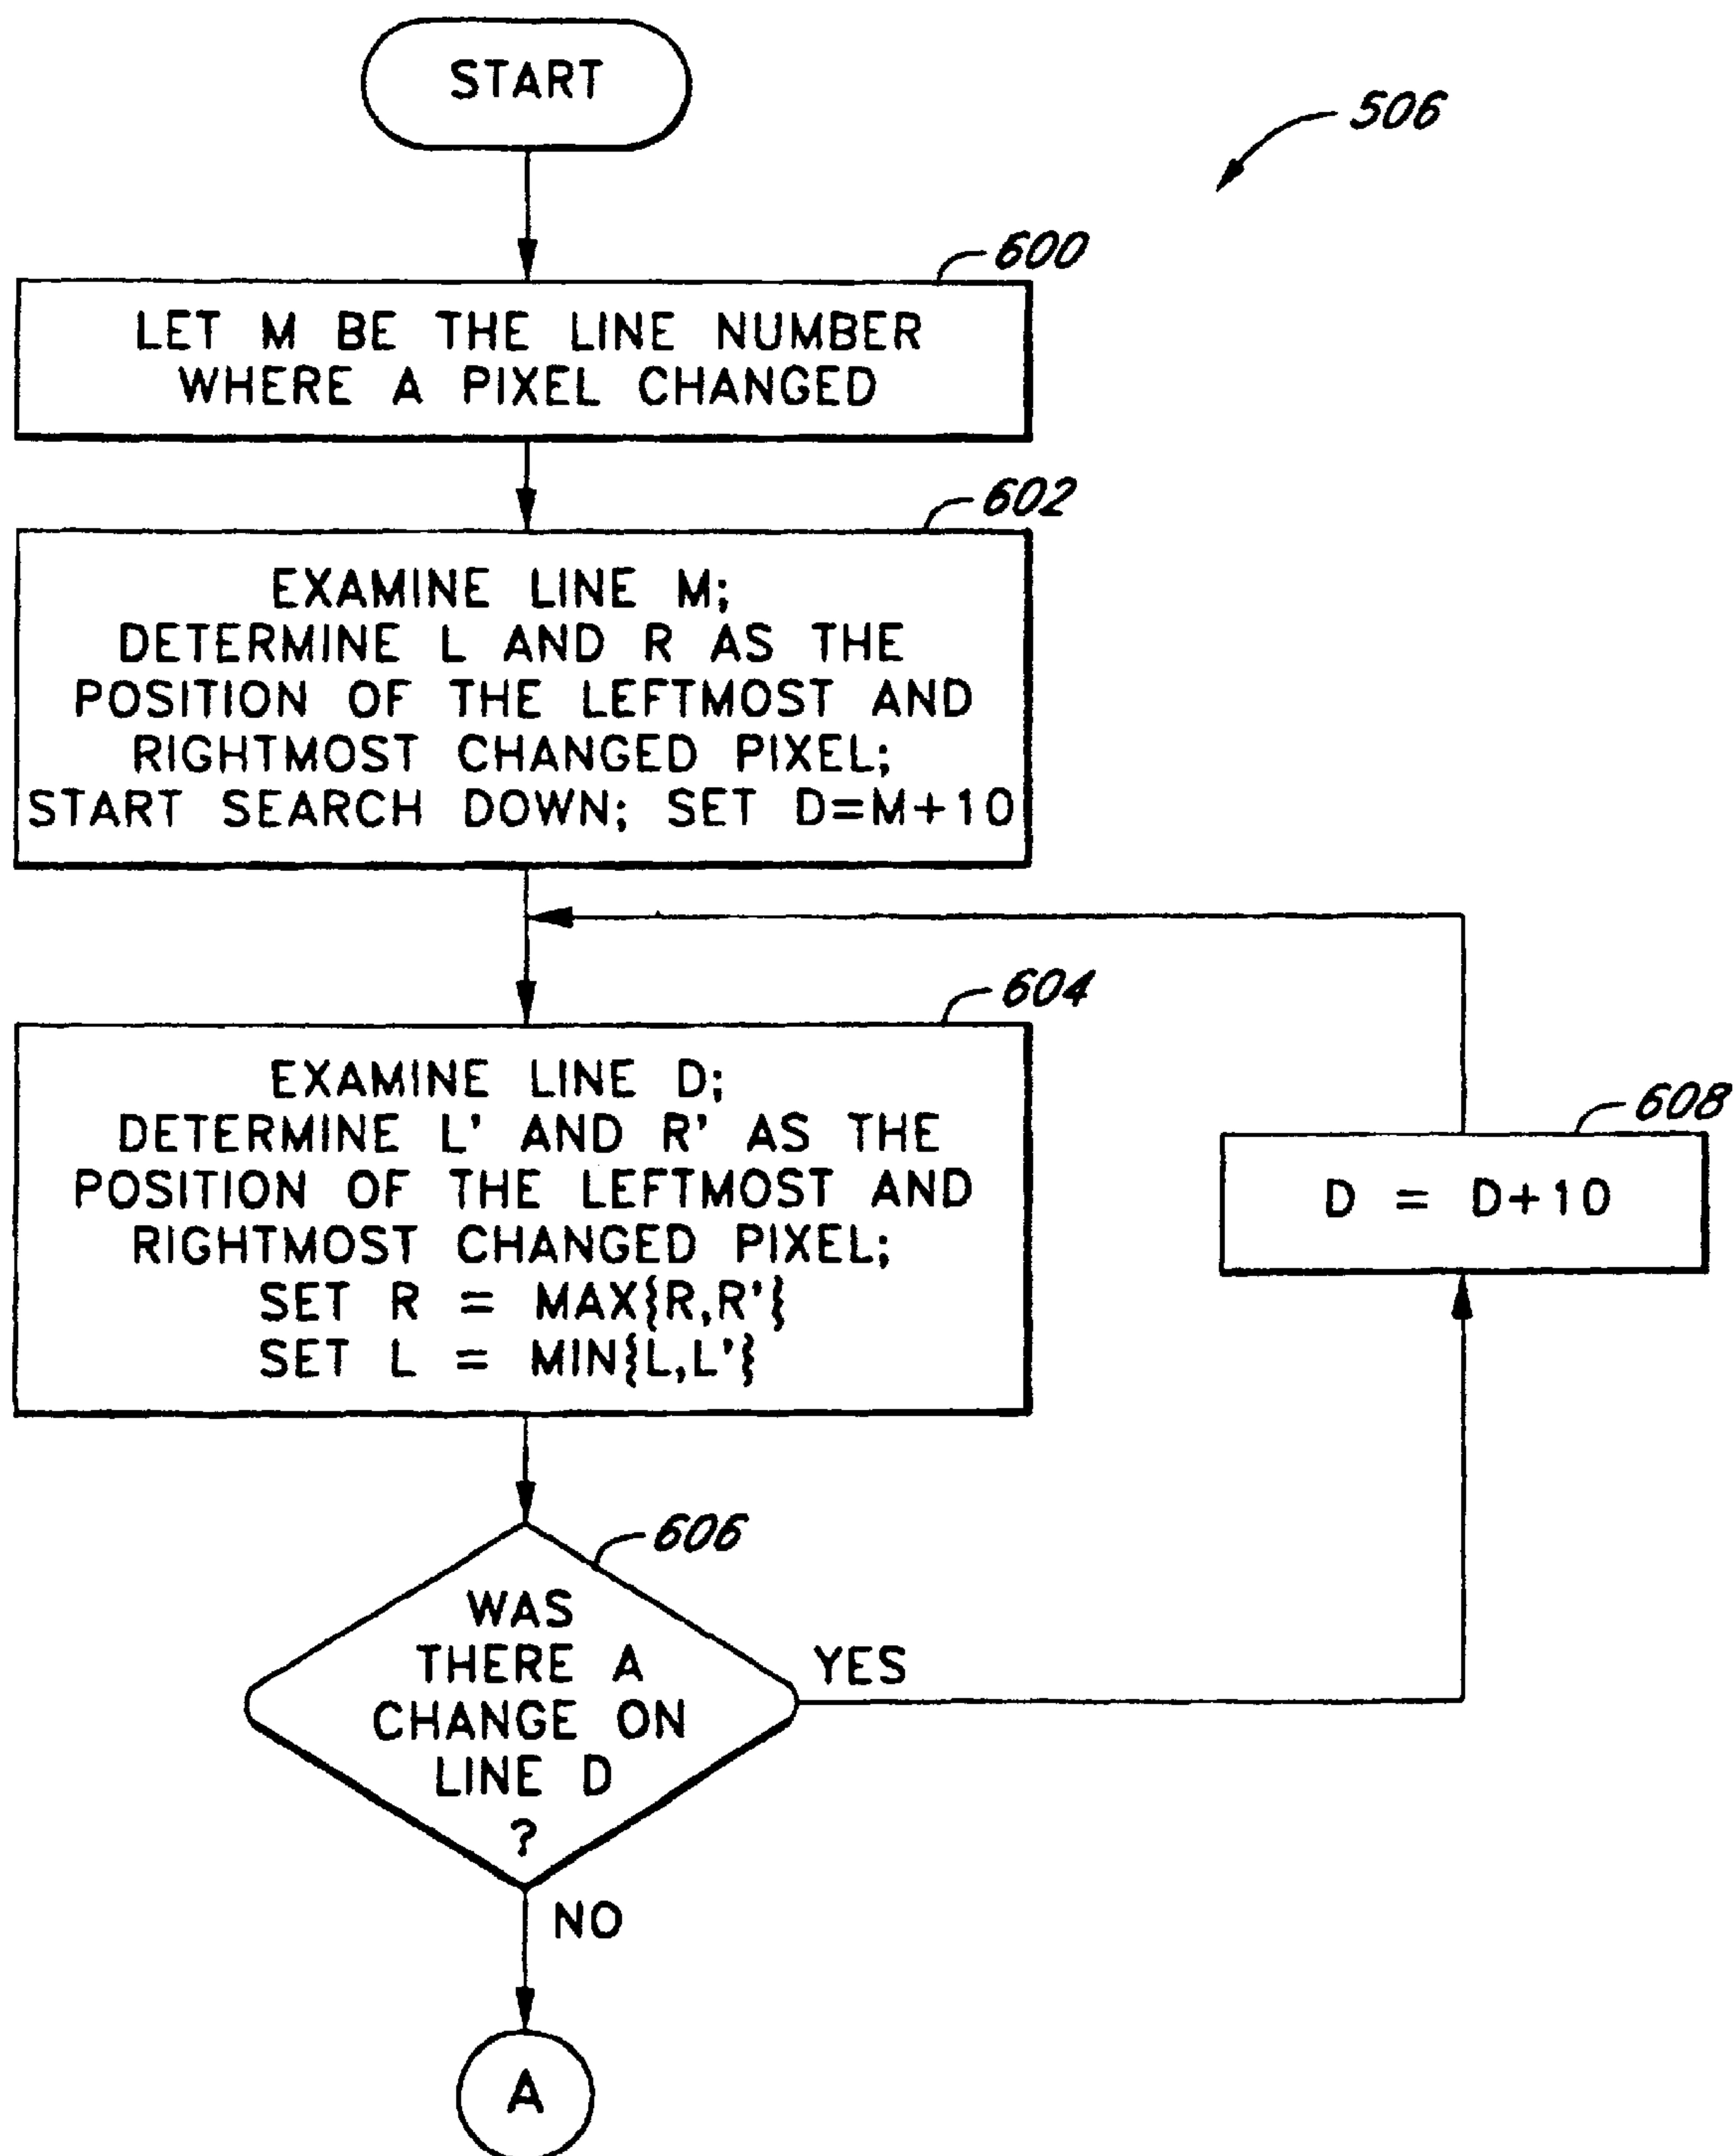 START
506
600
LET M BE THE LINE NUMBER
WHERE A PIXEL CHANGED
602
EXAMINE LINE M;
DETERMINE L AND R AS THE
POSITION OF THE LEFTMOST AND
RIGHTMOST CHANGED PIXEL;
START SEARCH DOWN; SET D=M+10
604
EXAMINE LINE D;
DETERMINE L' AND R' AS THE
POSITION OF THE LEFTMOST AND
RIGHTMOST CHANGED PIXEL;
SET R = MAX{R,R'}
SET L = MIN{L,L'}
608
D = D+10
606
WAS
THERE A
CHANGE ON
LINE D
?
YES
NO
A